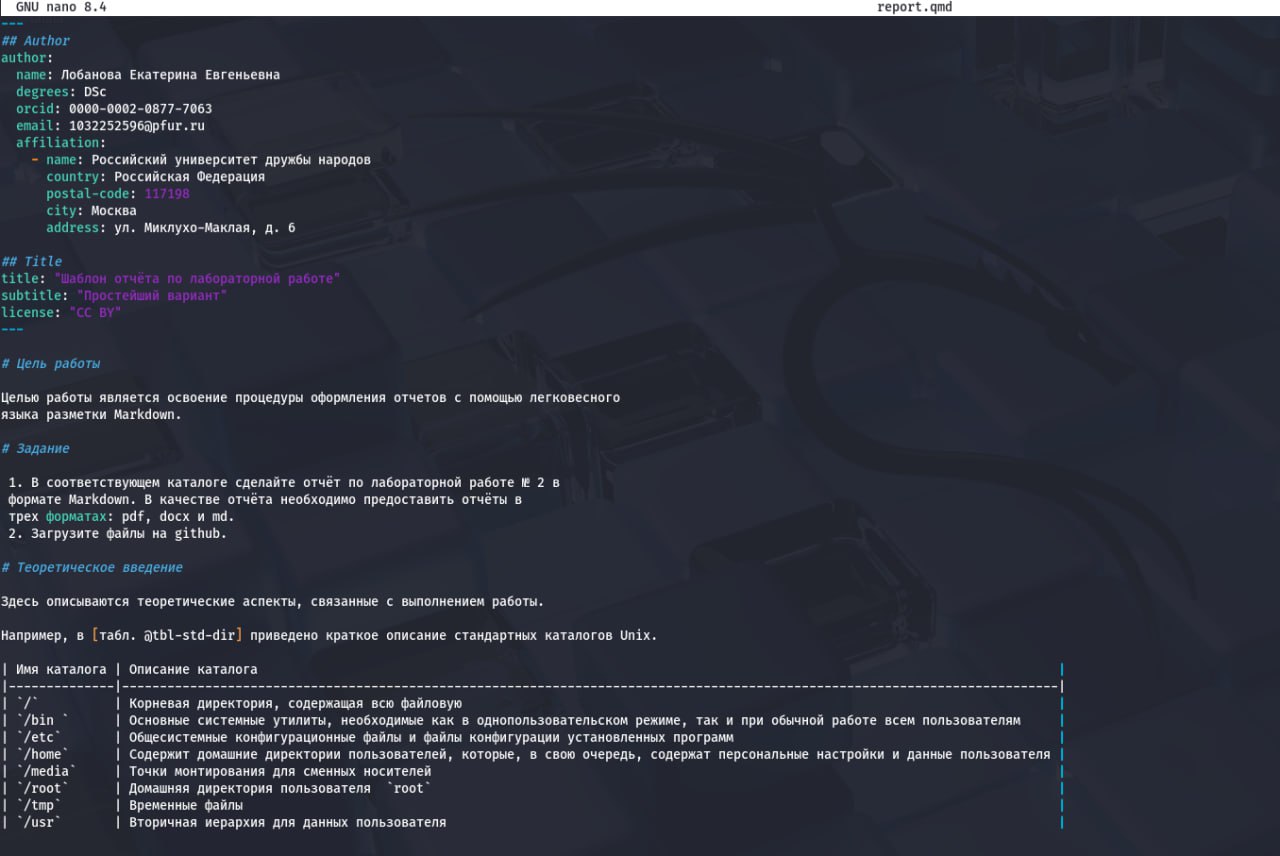 GNU nano 8.4 report.qmd
---
## Author
author:
  name: Лобанова Екатерина Евгеньевна
  degrees: DSc
  orcid: 0000-0002-0877-7063
  email: 1032252596@pfur.ru
  affiliation:
    - name: Российский университет дружбы народов
      country: Российская Федерация
      postal-code: 117198
      city: Москва
      address: ул. Миклухо-Маклая, д. 6
## Title
title: "Шаблон отчёта по лабораторной работе"
subtitle: "Простейший вариант"
license: "CC BY"
---
# Цель работы
Целью работы является освоение процедуры оформления отчетов с помощью легковесного
языка разметки Markdown.
# Задание
 1. В соответствующем каталоге сделайте отчёт по лабораторной работе № 2 в
 формате Markdown. В качестве отчёта необходимо предоставить отчёты в
 трех форматах: pdf, docx и md.
 2. Загрузите файлы на github.
# Теоретическое введение
Здесь описываются теоретические аспекты, связанные с выполнением работы.
Например, в [табл. @tbl-std-dir] приведено краткое описание стандартных каталогов Unix.
| Имя каталога | Описание каталога |
|--------------|----------------------------------------------------------------------------------------------------------------------------|
| `/` | Корневая директория, содержащая всю файловую |
| `/bin ` | Основные системные утилиты, необходимые как в однопользовательском режиме, так и при обычной работе всем пользователям |
| `/etc` | Общесистемные конфигурационные файлы и файлы конфигурации установленных программ |
| `/home` | Содержит домашние директории пользователей, которые, в свою очередь, содержат персональные настройки и данные пользователя |
| `/media` | Точки монтирования для сменных носителей |
| `/root` | Домашняя директория пользователя  `root` |
| `/tmp` | Временные файлы |
| `/usr` | Вторичная иерархия для данных пользователя |